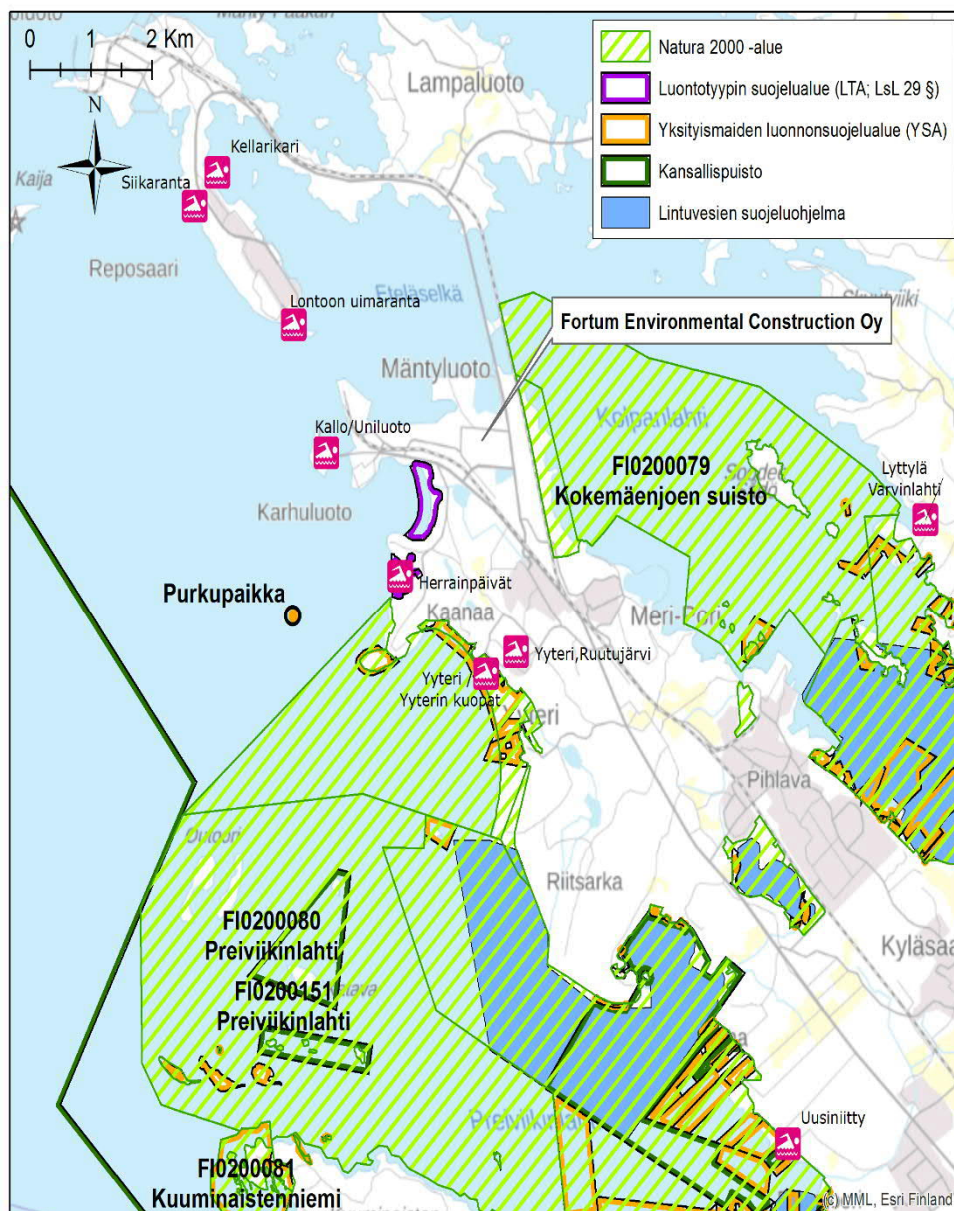 0 1 2 Km
N
Natura 2000 -alue
Luontotyypin suojelualue (LTA; LsL 29 §)
Yksityismaiden luonnonsuojelualue (YSA)
Kansallispuisto
Lintuvesien suojeluohjelma
Lampaluoto
Kellarikari
Siikaranta
Kaija
Reposaari
Eteläselkä
Lontoon uimaranta
Fortum Environmental Construction Oy
Mäntyluoto
Kolpanlahti
Kallo/Uniluoto
FI0200079
Kokemäenjoen suisto
Lyttylä
Varvinlahti
Karhuluoto
Purkupaikka
Herrainpäivät
Kaanaa
Meri-Pori
Yyteri,Ruutujärvi
Yyteri /
Yyterin kuopat
Pihlava
Riitsarka
FI0200080
Preiviikinlahti
Kyläsaa
FI0200151
Preiviikinlahti
Uusiniitty
FI0200081
Kuuminaistenniemi
(c) MML, Esri Finland